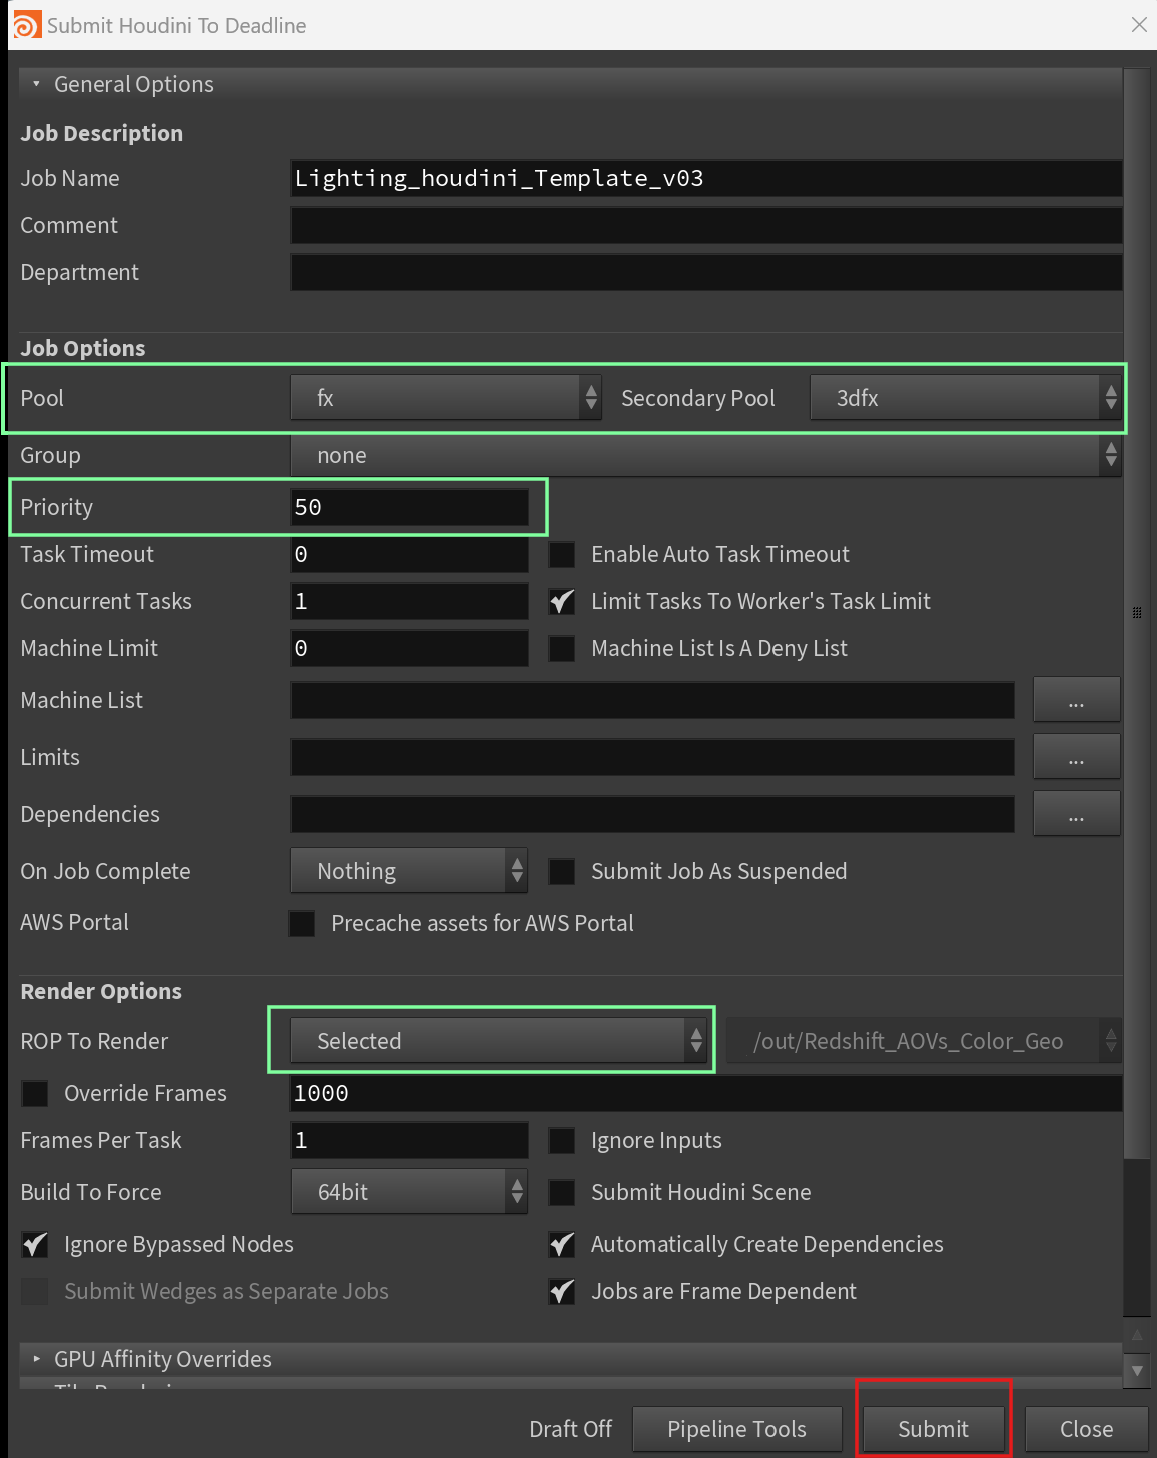 Submit Houdini To Deadline
General Options
Job Description
Job Name Lighting_houdini_Template_v03
Comment
Department
Job Options
Pool fx Secondary Pool 3dfx
Group none
Priority 50
Task Timeout 0 Enable Auto Task Timeout
Concurrent Tasks 1 Limit Tasks To Worker's Task Limit
Machine Limit 0 Machine List Is A Deny List
Machine List ...
Limits ...
Dependencies ...
On Job Complete Nothing Submit Job As Suspended
AWS Portal Precache assets for AWS Portal
Render Options
ROP To Render Selected /out/Redshift_AOVs_Color_Geo
Override Frames 1000
Frames Per Task 1 Ignore Inputs
Build To Force 64bit Submit Houdini Scene
Ignore Bypassed Nodes Automatically Create Dependencies
Submit Wedges as Separate Jobs Jobs are Frame Dependent
GPU Affinity Overrides
Draft Off Pipeline Tools Submit Close